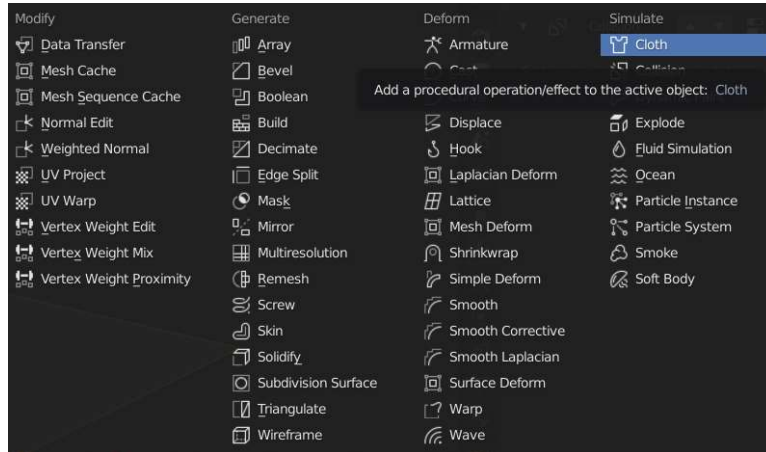 Modify
Data Transfer
Mesh Cache
Mesh Sequence Cache
Normal Edit
Weighted Normal
UV Project
UV Warp
Vertex Weight Edit
Vertex Weight Mix
Vertex Weight Proximity
Generate
Array
Bevel
Boolean
Build
Decimate
Edge Split
Mask
Mirror
Multiresolution
Remesh
Screw
Skin
Solidify
Subdivision Surface
Triangulate
Wireframe
Deform
Armature
Cast
Displace
Hook
Laplacian Deform
Lattice
Mesh Deform
Shrinkwrap
Simple Deform
Smooth
Smooth Corrective
Smooth Laplacian
Surface Deform
Warp
Wave
Simulate
Cloth
Collision
Add a procedural operation/effect to the active object: Cloth
Explode
Fluid Simulation
Ocean
Particle Instance
Particle System
Smoke
Soft Body